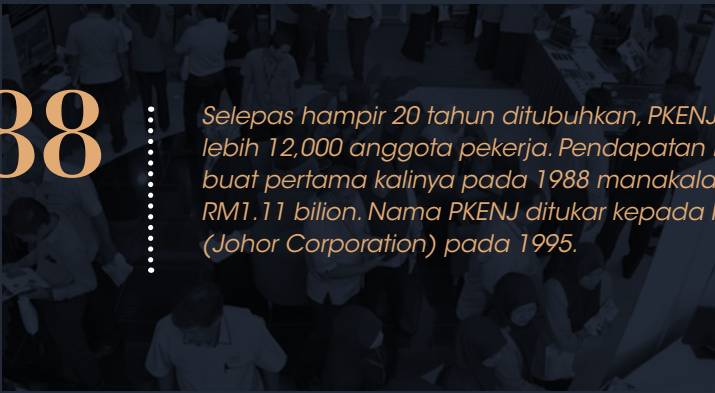 88
Selepas hampir 20 tahun ditubuhkan, PKENJ
lebih 12,000 anggota pekerja. Pendapatan
buat pertama kalinya pada 1988 manakala
RM1.11 bilion. Nama PKENJ ditukar kepada
(Johor Corporation) pada 1995.